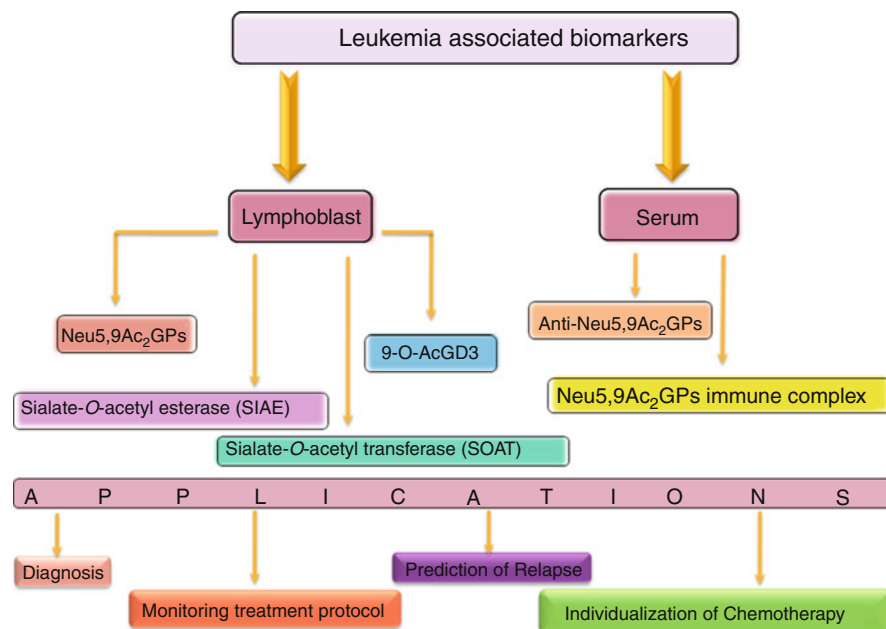 Leukemia associated biomarkers
Lymphoblast
Serum
Neu5,9Ac₂GPs
9-O-AcGD3
Anti-Neu5,9Ac₂GPs
Sialate-O-acetyl esterase (SIAE)
Neu5,9Ac₂GPs immune complex
Sialate-O-acetyl transferase (SOAT)
A P P L I C A T I O N S
Diagnosis
Prediction of Relapse
Monitoring treatment protocol
Individualization of Chemotherapy